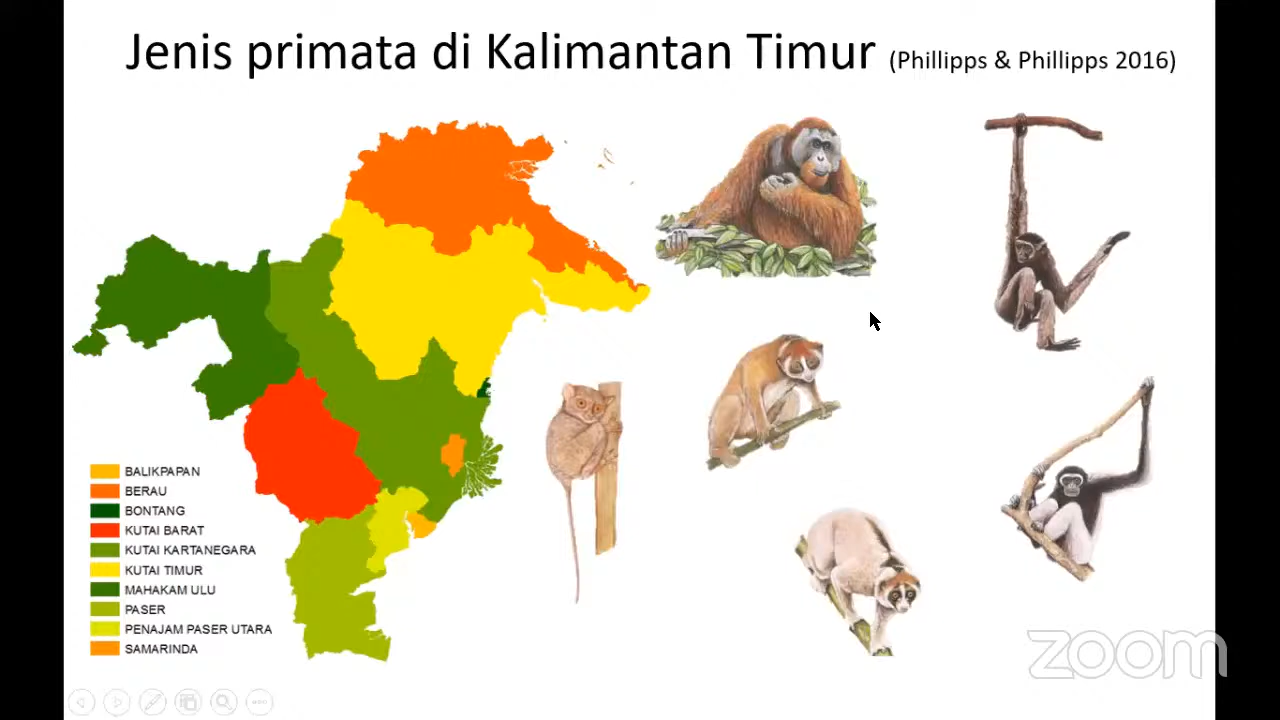 Jenis primata di Kalimantan Timur (Phillipps & Phillipps 2016)
BALIKPAPAN
BERAU
BONTANG
KUTAI BARAT
KUTAI KARTANEGARA
KUTAI TIMUR
MAHAKAM ULU
PASER
PENAJAM PASER UTARA
SAMARINDA
zoom